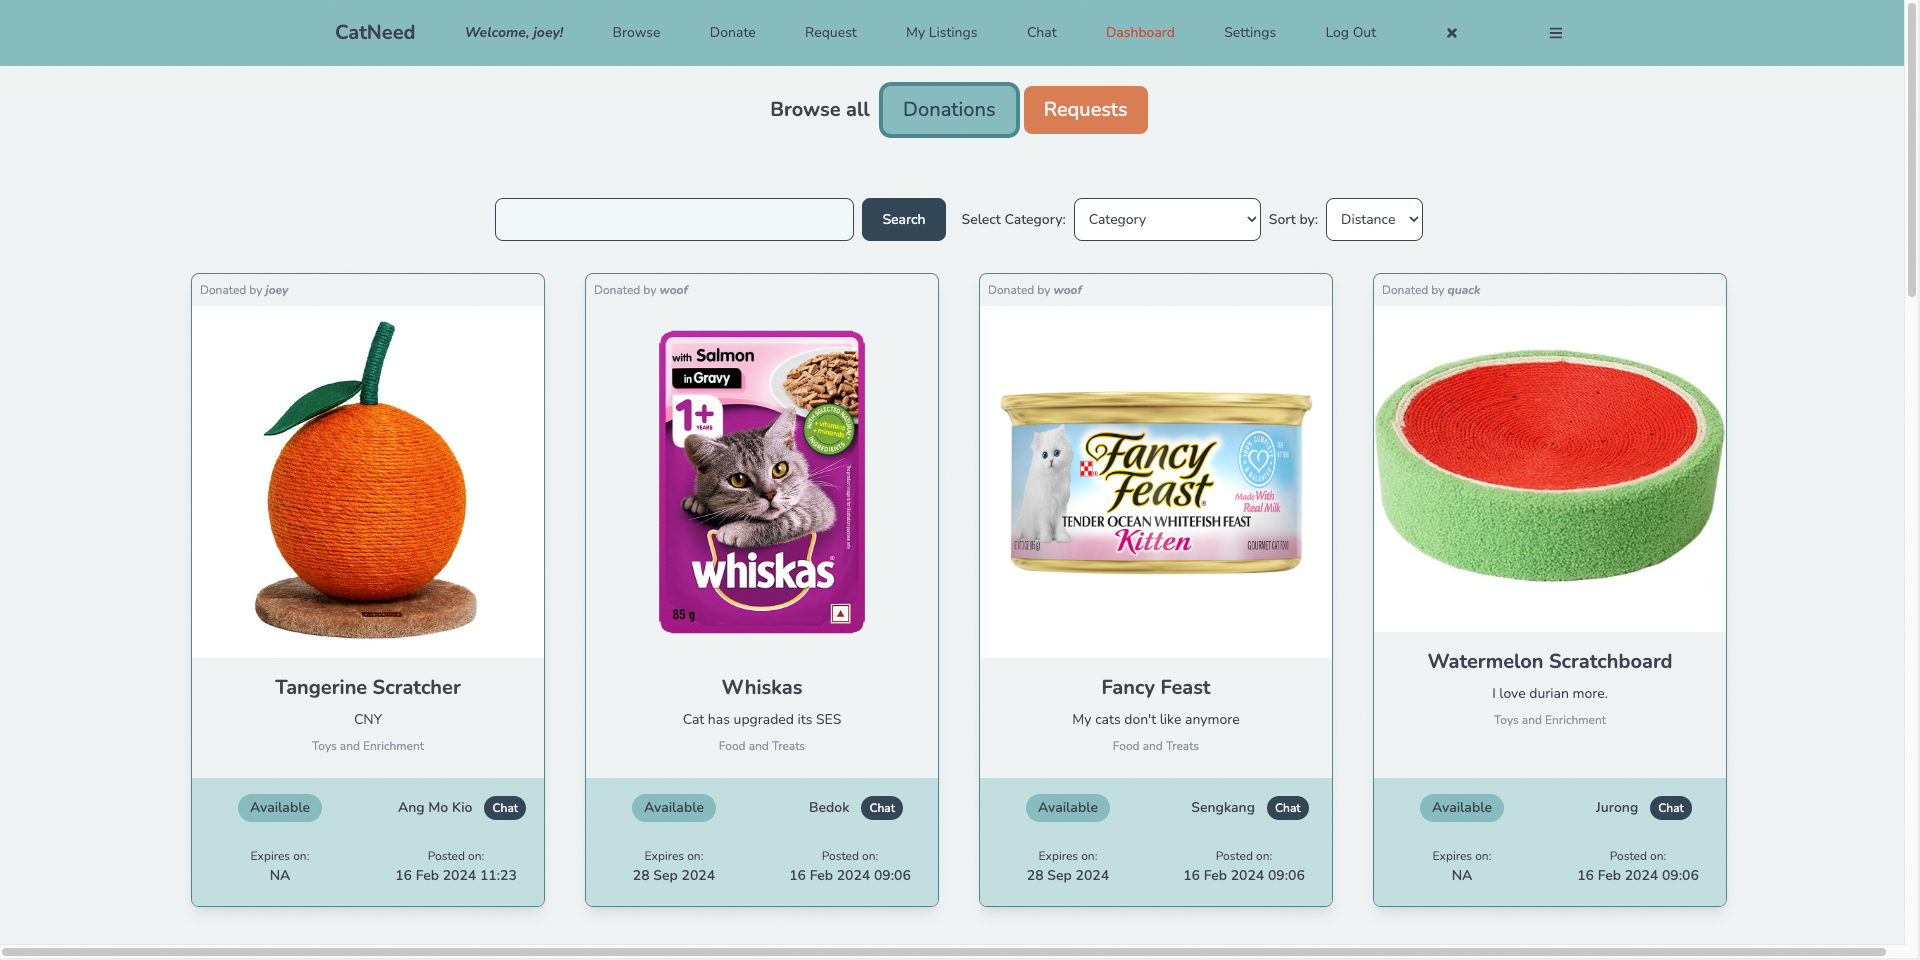 CatNeed
Welcome, joey!
Browse
Donate
Request
My Listings
Chat
Dashboard
Settings
Log Out
Browse all
Donations
Requests
Search
Select Category:
Category
Sort by:
Distance
Donated by joey
Tangerine Scratcher
CNY
Toys and Enrichment
Available
Ang Mo Kio
Chat
Expires on:
NA
Posted on:
16 Feb 2024 11:23
Donated by woof
with Salmon
in Gravy
1+
YEARS
WITH SELECTED NATURAL
+ vitamins
+ minerals
INGREDIENTS
whiskas
85 g
Whiskas
Cat has upgraded its SES
Food and Treats
Available
Bedok
Chat
Expires on:
28 Sep 2024
Posted on:
16 Feb 2024 09:06
Donated by woof
Fancy
Feast
Made With
Real Milk
TENDER OCEAN WHITEFISH FEAST
Kitten
GOURMET CAT FOOD
Fancy Feast
My cats don't like anymore
Food and Treats
Available
Sengkang
Chat
Expires on:
28 Sep 2024
Posted on:
16 Feb 2024 09:06
Donated by quack
Watermelon Scratchboard
I love durian more.
Toys and Enrichment
Available
Jurong
Chat
Expires on:
NA
Posted on:
16 Feb 2024 09:06